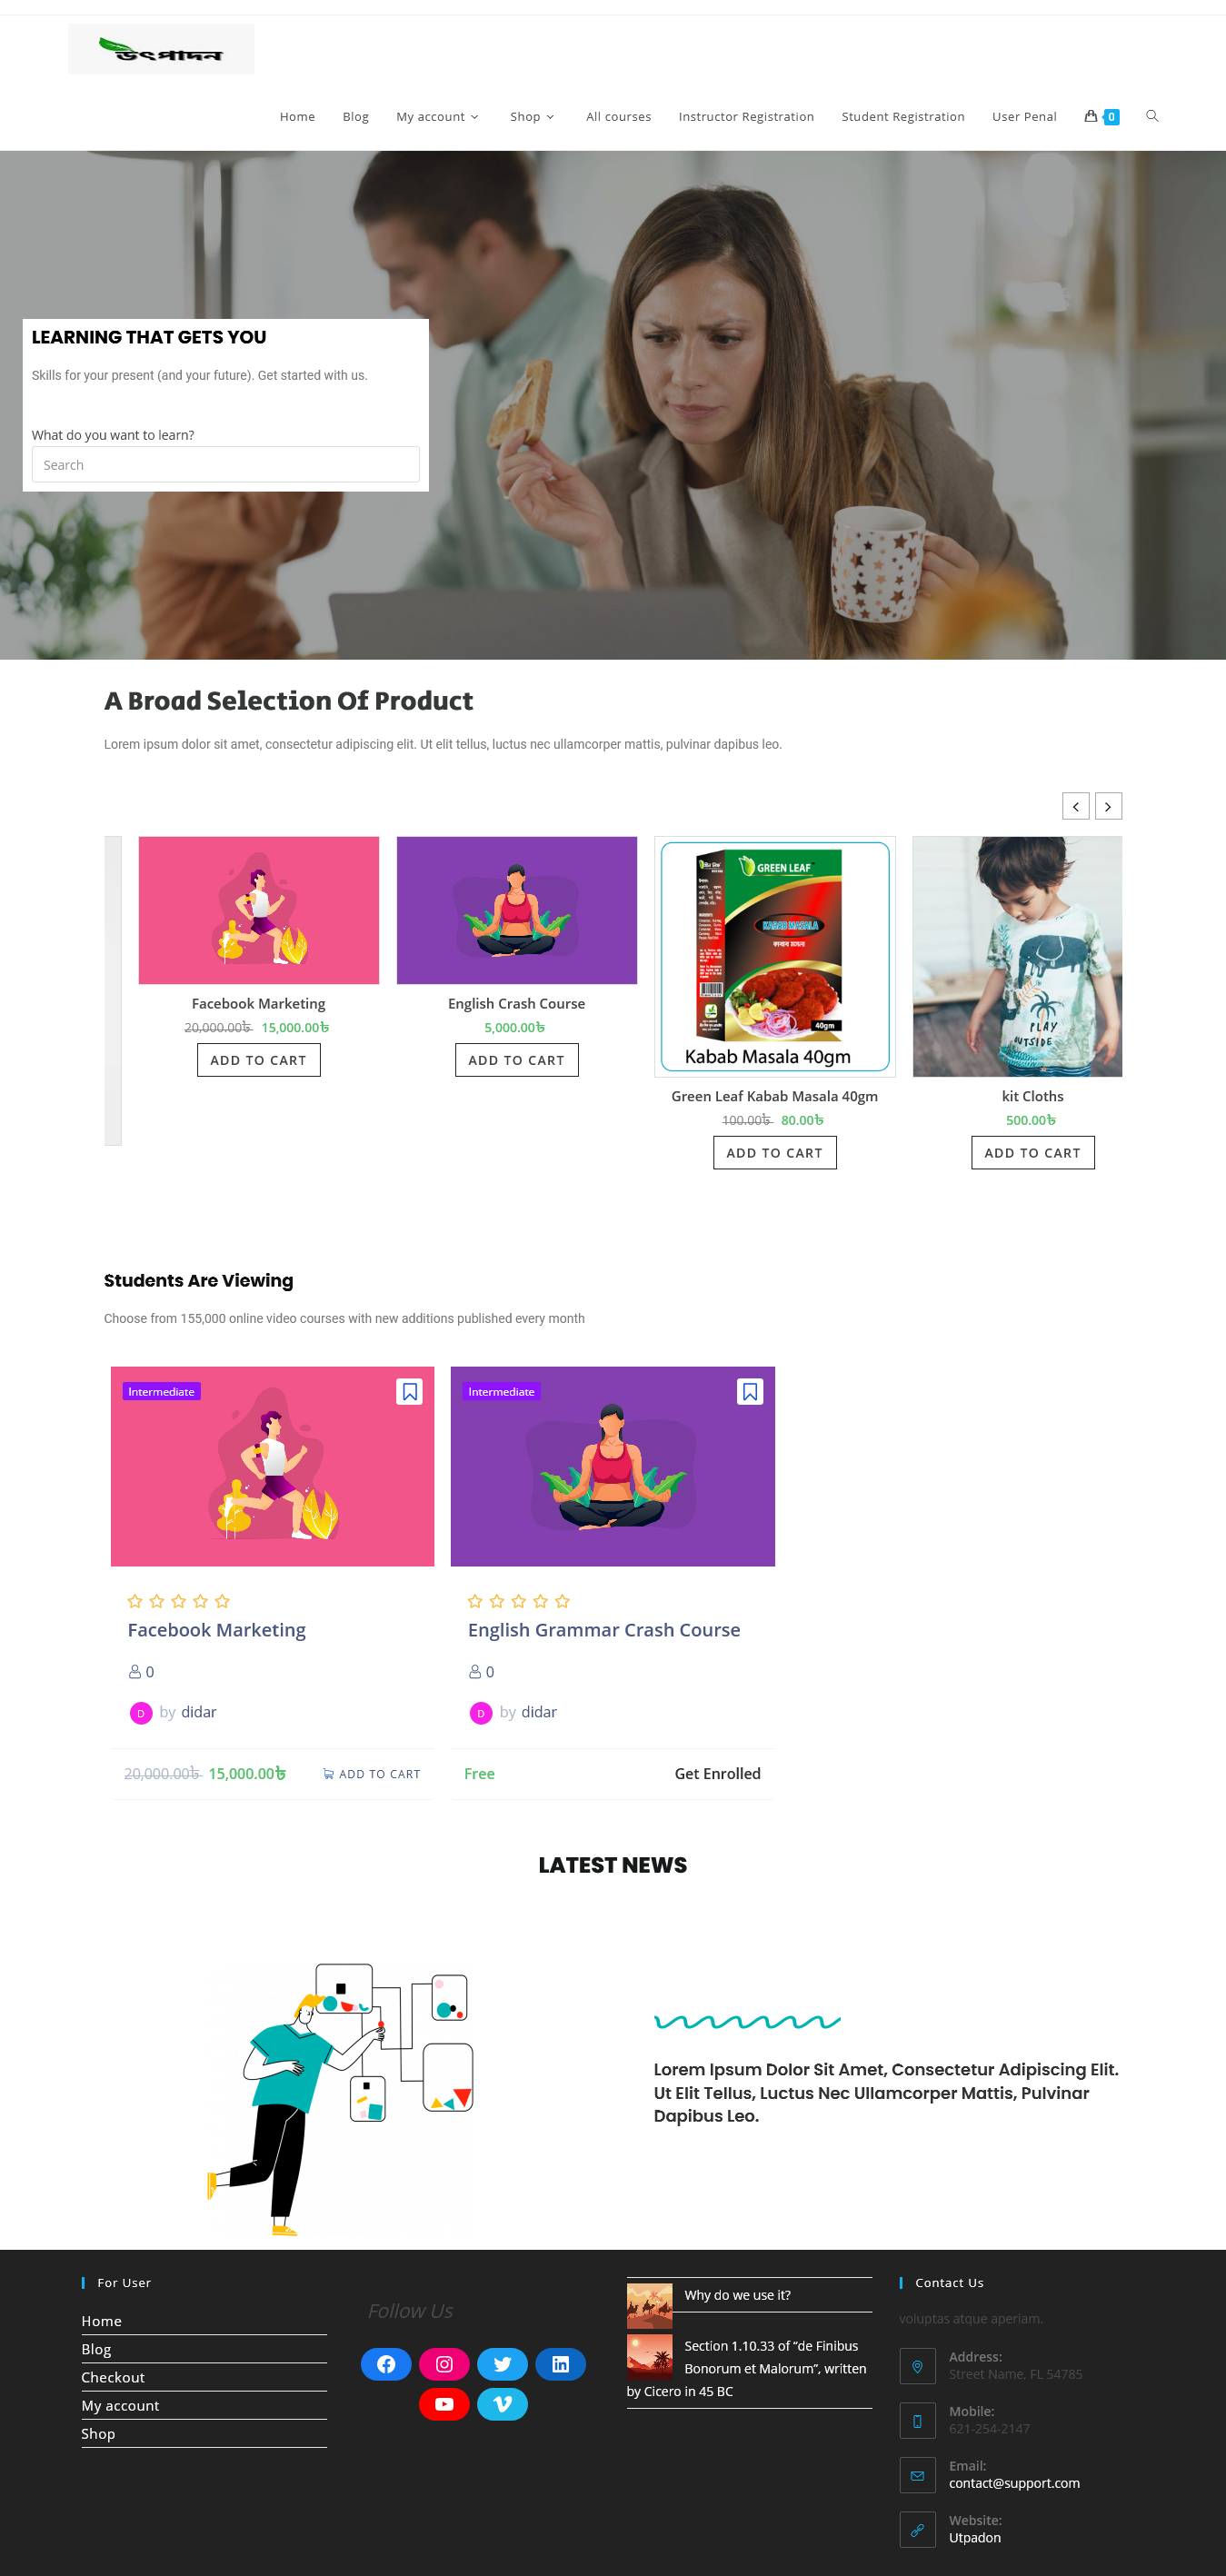 উৎপাদন
Home Blog My account Shop All courses Instructor Registration Student Registration User Penal 0
LEARNING THAT GETS YOU
Skills for your present (and your future). Get started with us.
What do you want to learn?
Search
A Broad Selection Of Product
Lorem ipsum dolor sit amet, consectetur adipiscing elit. Ut elit tellus, luctus nec ullamcorper mattis, pulvinar dapibus leo.
GREEN LEAF
KABAB MASALA
কাবাব মসলা
40gm
Kabab Masala 40gm
PLAY
OUTSIDE
Facebook Marketing
20,000.00৳ 15,000.00৳
ADD TO CART
English Crash Course
5,000.00৳
ADD TO CART
Green Leaf Kabab Masala 40gm
100.00৳ 80.00৳
ADD TO CART
kit Cloths
500.00৳
ADD TO CART
Students Are Viewing
Choose from 155,000 online video courses with new additions published every month
Intermediate
Facebook Marketing
0
D by didar
20,000.00৳ 15,000.00৳ ADD TO CART
Intermediate
English Grammar Crash Course
0
D by didar
Free Get Enrolled
LATEST NEWS
Lorem Ipsum Dolor Sit Amet, Consectetur Adipiscing Elit.
Ut Elit Tellus, Luctus Nec Ullamcorper Mattis, Pulvinar
Dapibus Leo.
For User
Home
Blog
Checkout
My account
Shop
Follow Us
Why do we use it?
Section 1.10.33 of “de Finibus
Bonorum et Malorum”, written
by Cicero in 45 BC
Contact Us
voluptas atque aperiam.
Address:
Street Name, FL 54785
Mobile:
621-254-2147
Email:
contact@support.com
Website:
Utpadon